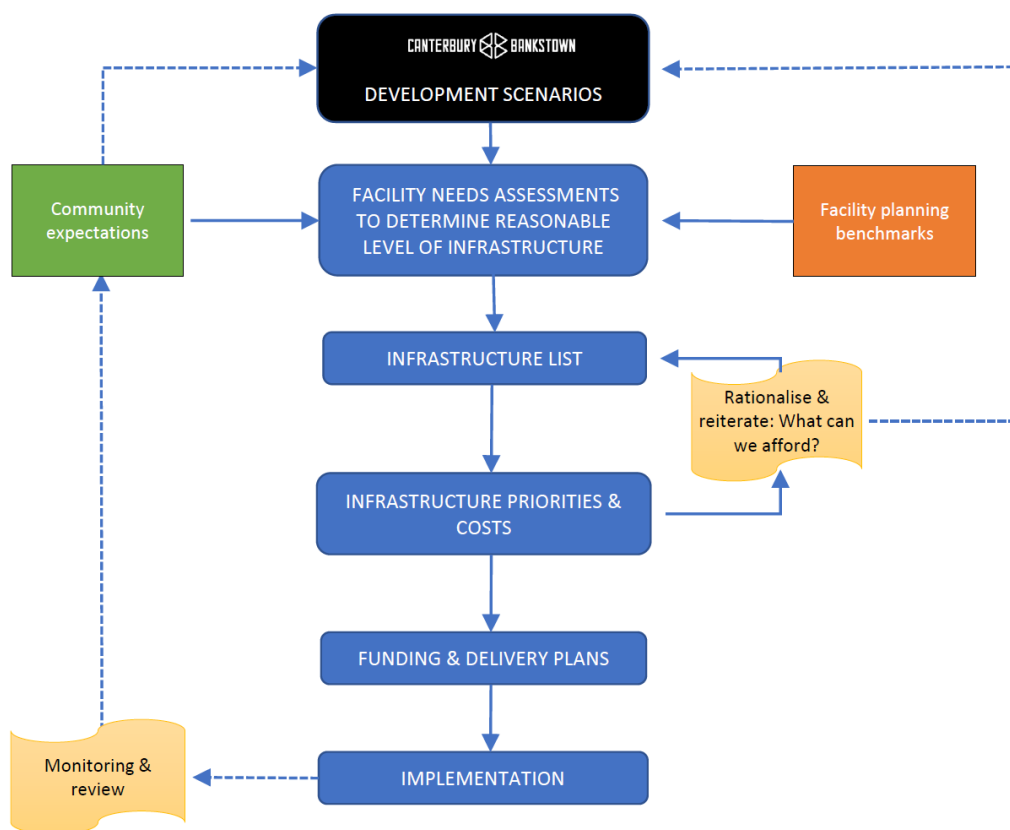 CANTERBURY BANKSTOWN
DEVELOPMENT SCENARIOS
Community
expectations
FACILITY NEEDS ASSESSMENTS
TO DETERMINE REASONABLE
LEVEL OF INFRASTRUCTURE
Facility planning
benchmarks
INFRASTRUCTURE LIST
Rationalise &
reiterate: What can
we afford?
INFRASTRUCTURE PRIORITIES &
COSTS
FUNDING & DELIVERY PLANS
Monitoring &
review
IMPLEMENTATION